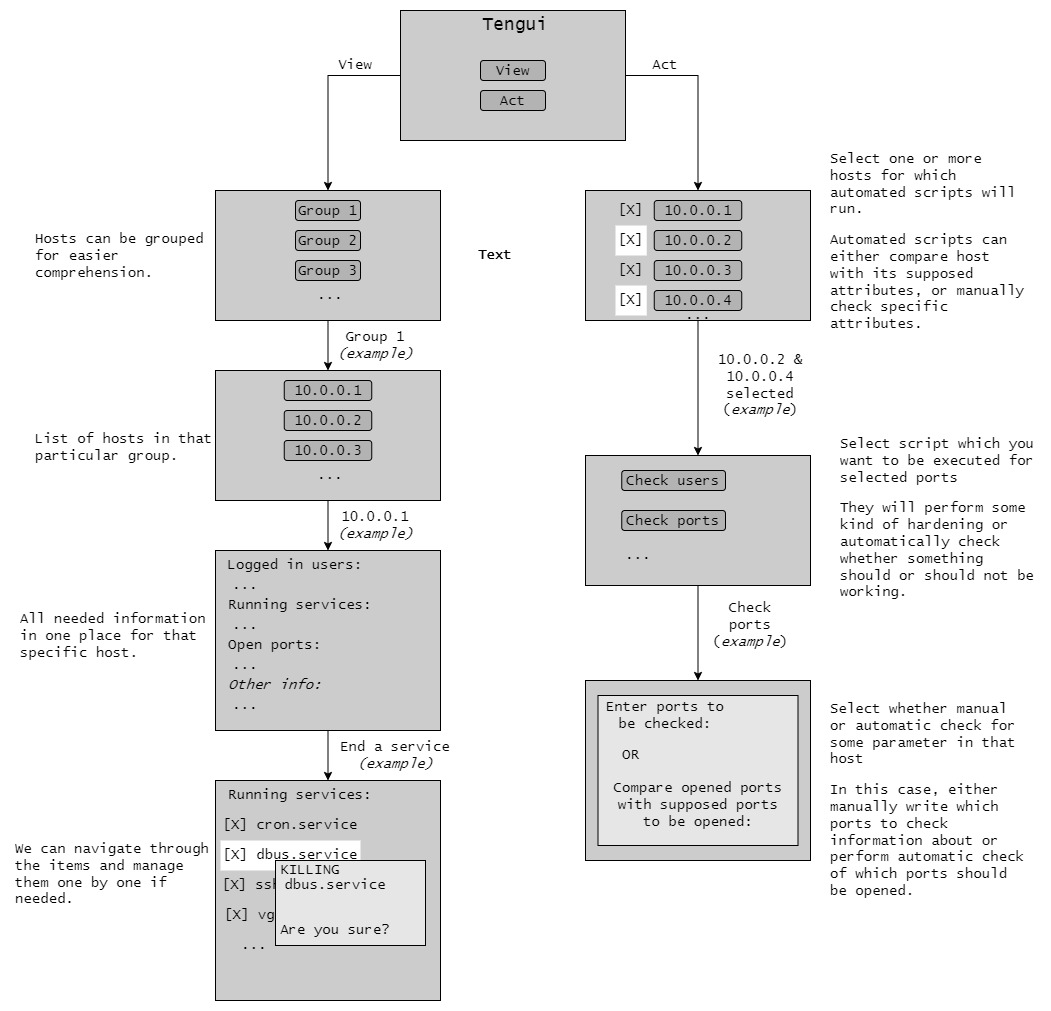 Tengui
View
Act
View
Act
Group 1
Group 2
Group 3
...
Hosts can be grouped
for easier
comprehension.
Group 1
(example)
10.0.0.1
10.0.0.2
10.0.0.3
...
List of hosts in that
particular group.
10.0.0.1
(example)
Logged in users:
...
Running services:
...
Open ports:
...
Other info:
...
All needed information
in one place for that
specific host.
End a service
(example)
Running services:
[X] cron.service
[X] dbus.service
[X] ssh
[X] vg
...
KILLING
dbus.service
Are you sure?
We can navigate through
the items and manage
them one by one if
needed.
Text
[X] 10.0.0.1
[X] 10.0.0.2
[X] 10.0.0.3
[X] 10.0.0.4
...
Select one or more
hosts for which
automated scripts will
run.
Automated scripts can
either compare host
with its supposed
attributes, or manually
check specific
attributes.
10.0.0.2 &
10.0.0.4
selected
(example)
Check users
Check ports
...
Select script which you
want to be executed for
selected ports
They will perform some
kind of hardening or
automatically check
whether something
should or should not be
working.
Check
ports
(example)
Enter ports to
be checked:
OR
Compare opened ports
with supposed ports
to be opened:
Select whether manual
or automatic check for
some parameter in that
host
In this case, either
manually write which
ports to check
information about or
perform automatic check
of which ports should
be opened.